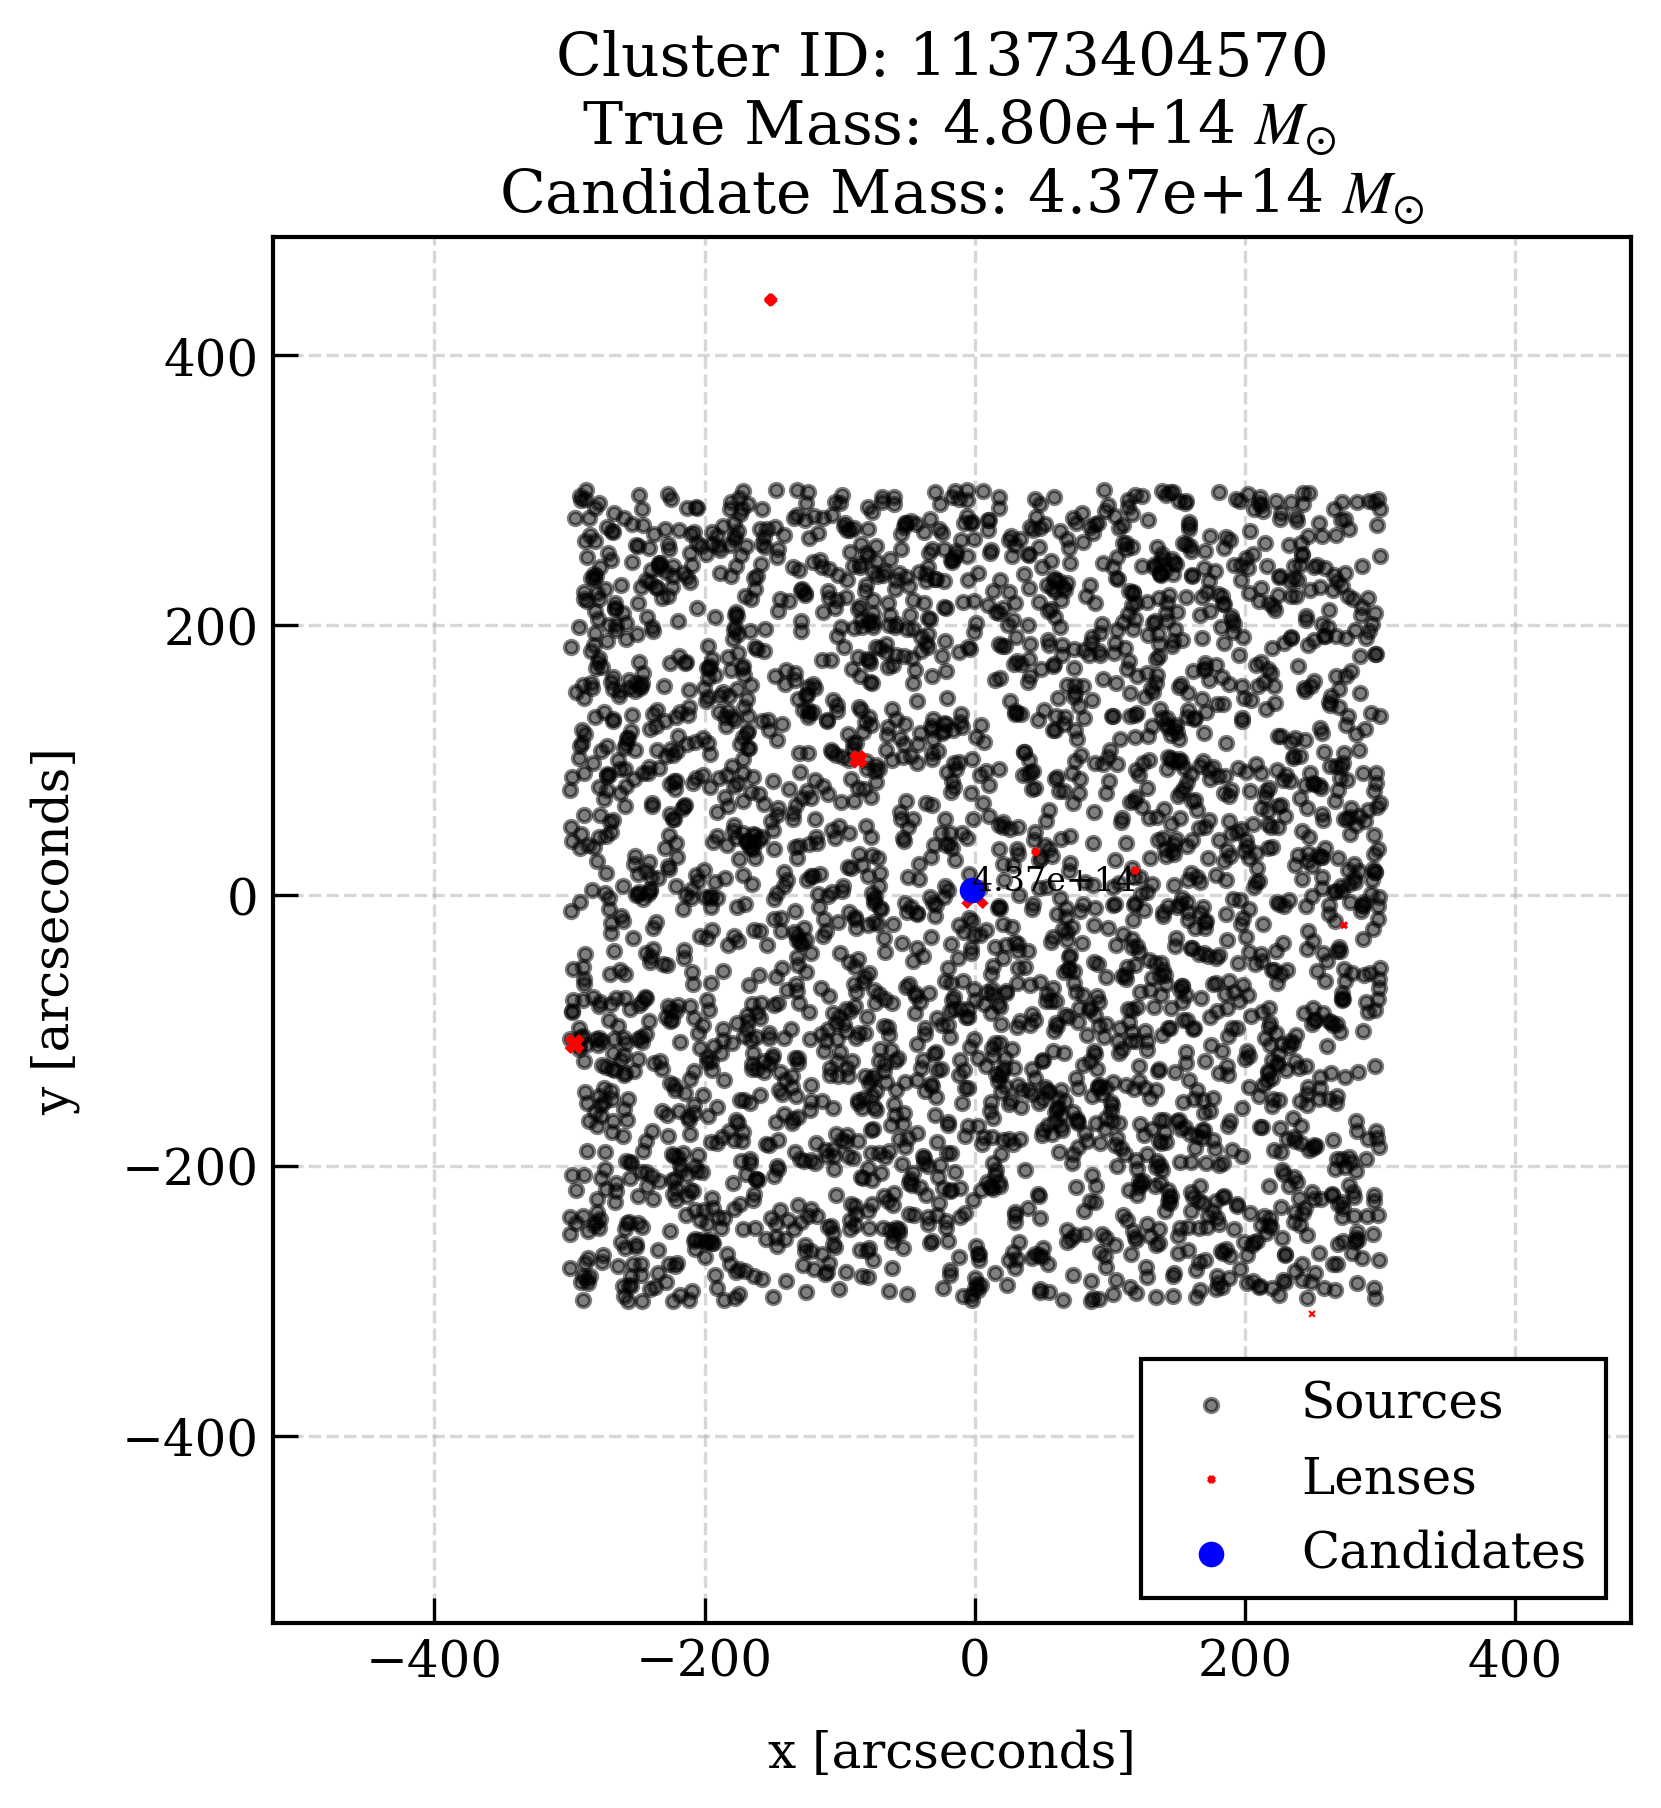 Cluster ID: 11373404570
True Mass: 4.80e+14 M⊙
Candidate Mass: 4.37e+14 M⊙
400
200
0
−200
−400
y [arcseconds]
4.37e+14
Sources
Lenses
Candidates
−400 −200 0 200 400
x [arcseconds]